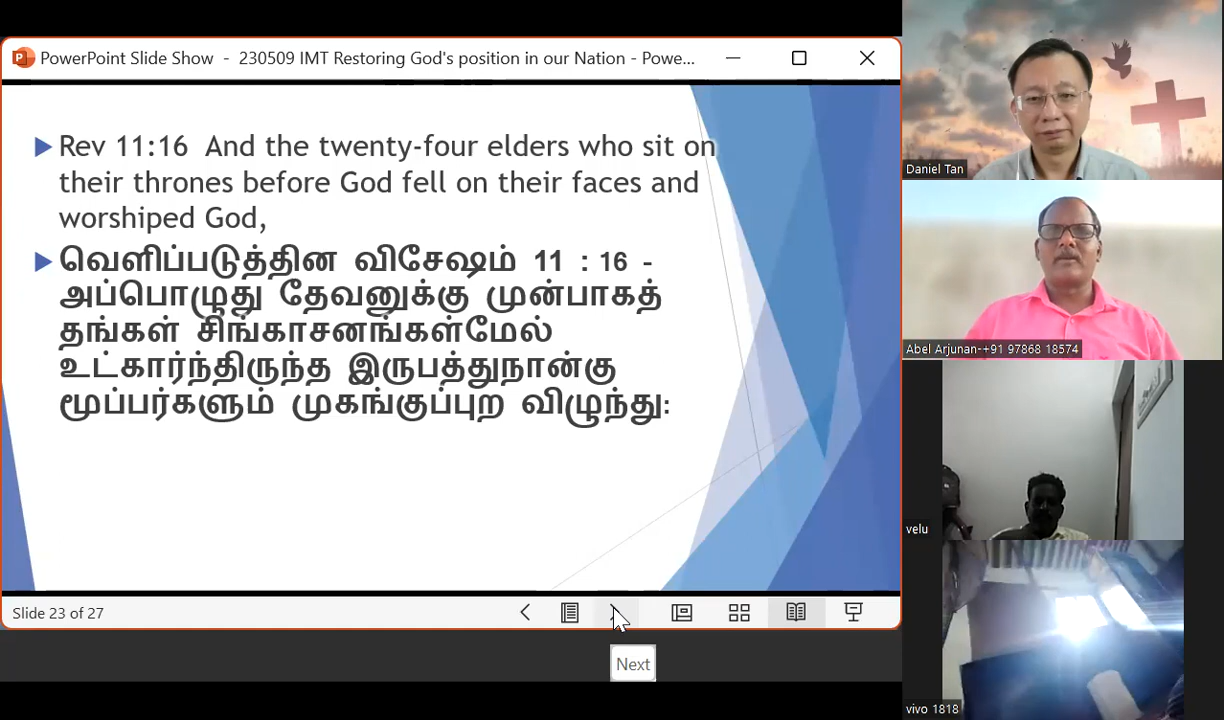 PowerPoint Slide Show - 230509 IMT Restoring God's position in our Nation - Powe...
Rev 11:16 And the twenty-four elders who sit on
their thrones before God fell on their faces and
worshiped God,
வெளிப்படுத்தின விசேஷம் 11 : 16 -
அப்பொழுது தேவனுக்கு முன்பாகத்
தங்கள் சிங்காசனங்கள்மேல்
உட்கார்ந்திருந்த இருபத்துநான்கு
மூப்பர்களும் முகங்குப்புற விழுந்து:
Slide 23 of 27
Next
Daniel Tan
Abel Arjunan-+91 97868 18574
velu
vivo 1818